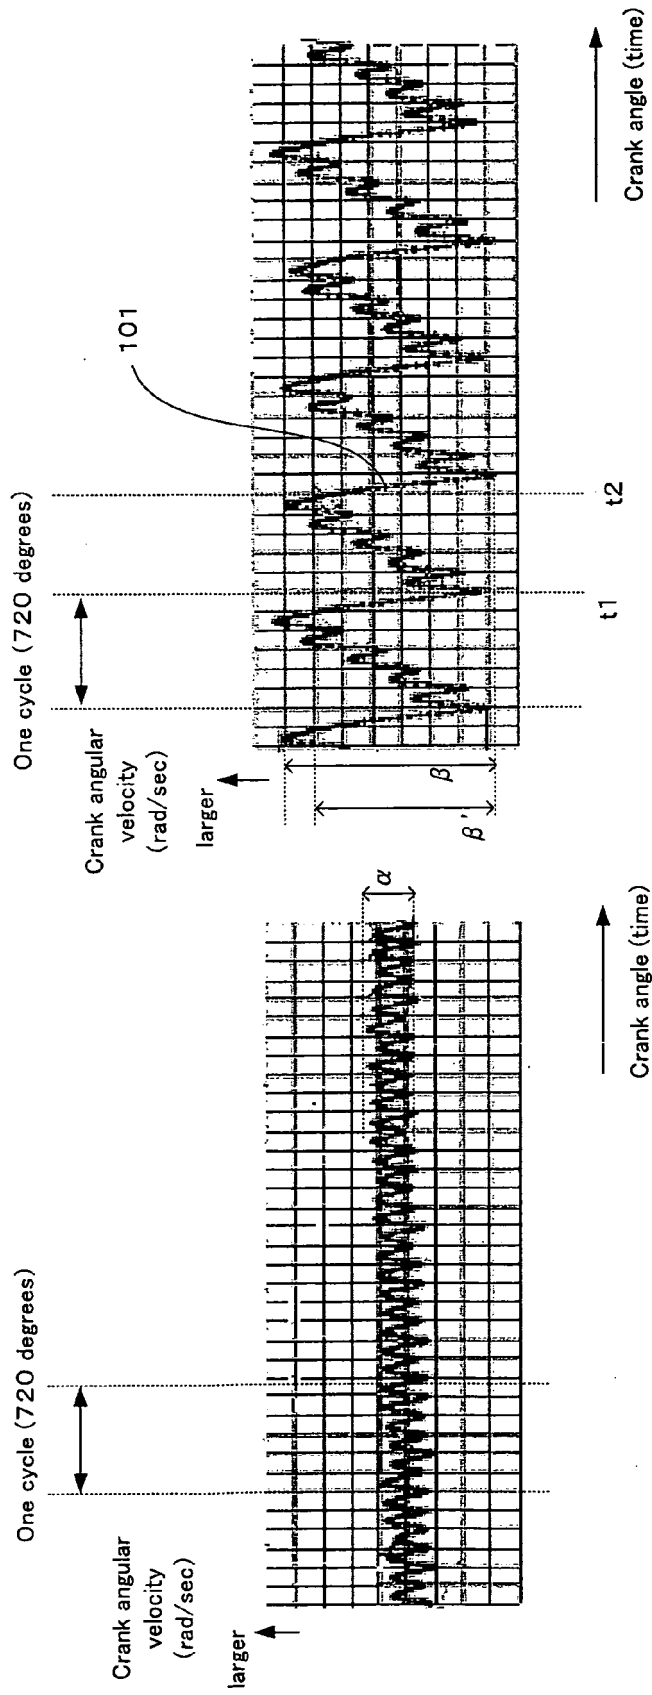 One cycle (720 degrees)
Crank angular
velocity
(rad/sec)
larger
α
Crank angle (time)
One cycle (720 degrees)
Crank angular
velocity
(rad/sec)
larger
101
β
β'
t1
t2
Crank angle (time)